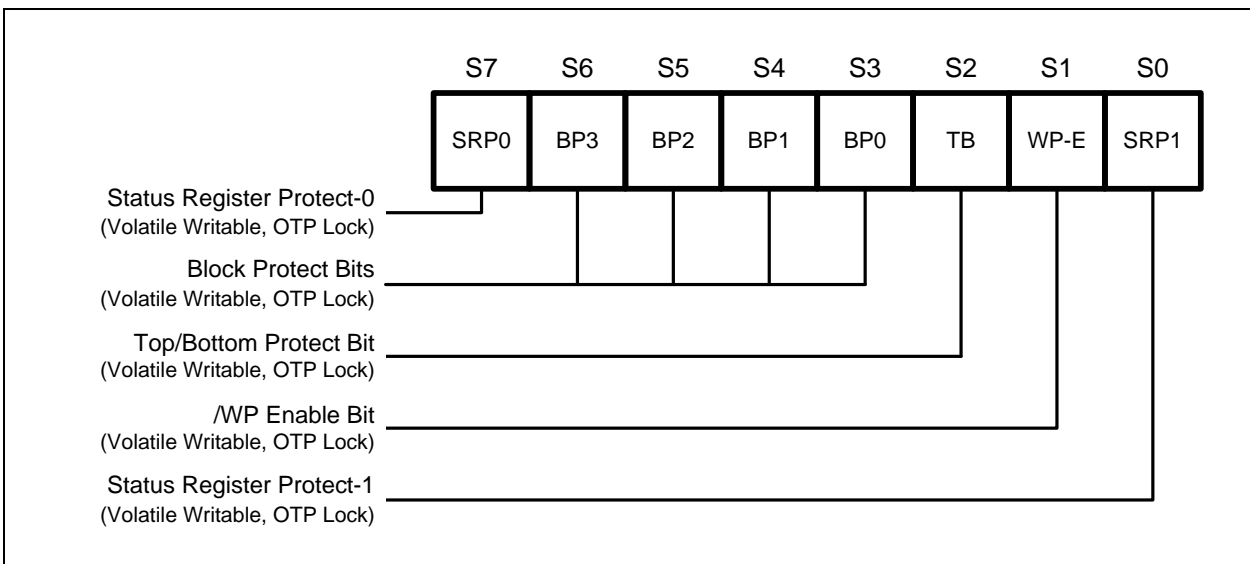 S7 S6 S5 S4 S3 S2 S1 S0
SRP0 BP3 BP2 BP1 BP0 TB WP-E SRP1
Status Register Protect-0
(Volatile Writable, OTP Lock)
Block Protect Bits
(Volatile Writable, OTP Lock)
Top/Bottom Protect Bit
(Volatile Writable, OTP Lock)
/WP Enable Bit
(Volatile Writable, OTP Lock)
Status Register Protect-1
(Volatile Writable, OTP Lock)